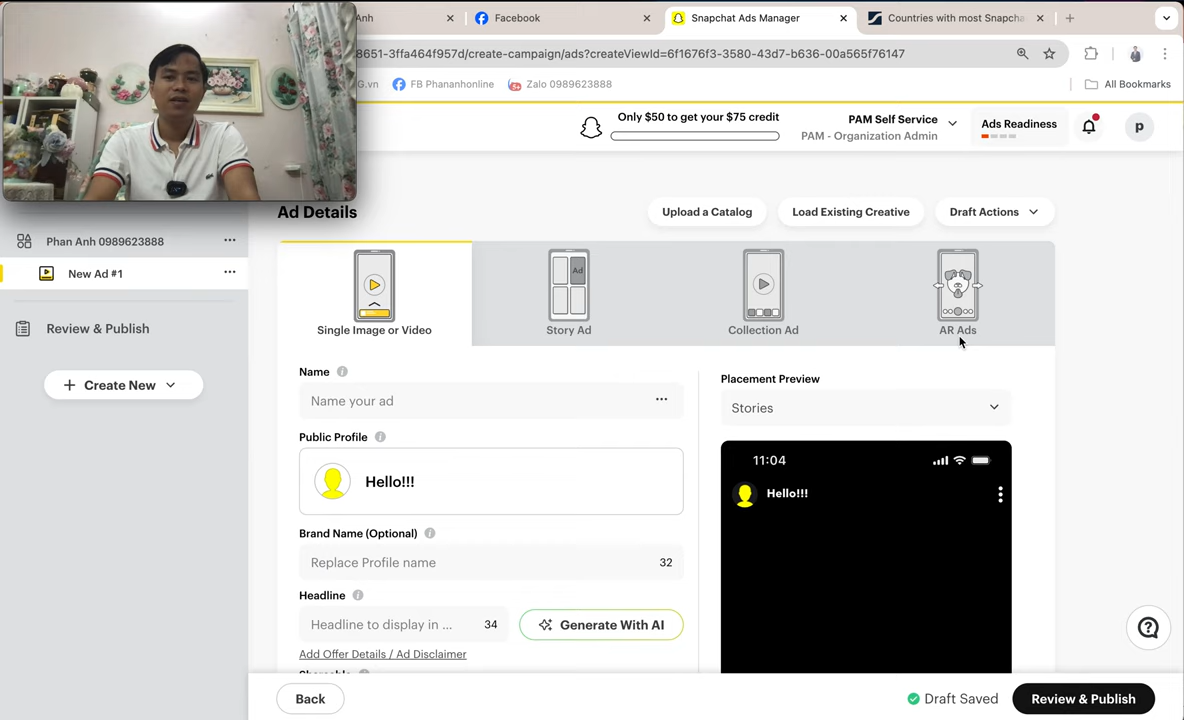 Anh
Facebook
Snapchat Ads Manager
Countries with most Snapcha
8651-3ffa464f957d/create-campaign/ads?createViewId=6f1676f3-3580-43d7-b636-00a565f76147
G.vn
FB Phananhonline
5+
Zalo 0989623888
All Bookmarks
Only $50 to get your $75 credit
PAM Self Service
PAM - Organization Admin
Ads Readiness
p
Ad Details
Upload a Catalog
Load Existing Creative
Draft Actions
Phan Anh 0989623888
New Ad #1
Review & Publish
Create New
Ad
Single Image or Video
Story Ad
Collection Ad
AR Ads
Name
Name your ad
Public Profile
Hello!!!
Brand Name (Optional)
Replace Profile name
32
Headline
Headline to display in ...
34
Generate With AI
Add Offer Details / Ad Disclaimer
Shareable
Placement Preview
Stories
11:04
Hello!!!
Back
Draft Saved
Review & Publish